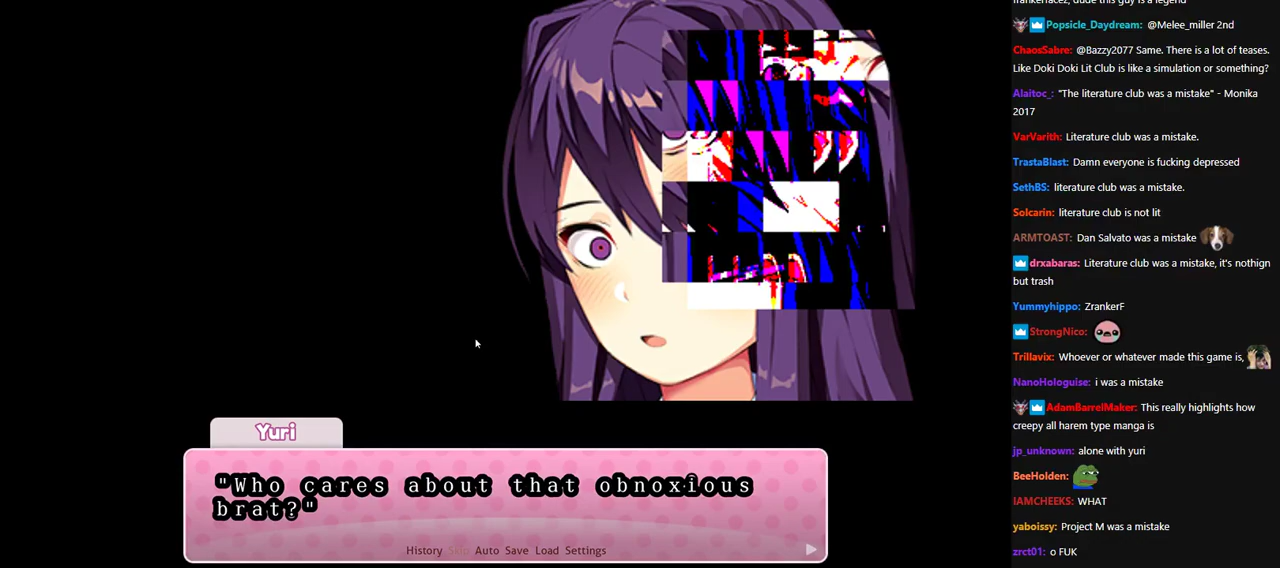 frankerfacez, dude this guy is a legend
Popsicle_Daydream: @Melee_miller 2nd
ChaosSabre: @Bazzy2077 Same. There is a lot of teases.
Like Doki Doki Lit Club is like a simulation or something?
Alaitoc_: "The literature club was a mistake" - Monika
2017
VarVarith: Literature club was a mistake.
TrastaBlast: Damn everyone is fucking depressed
SethBS: literature club was a mistake.
Solcarin: literature club is not lit
ARMTOAST: Dan Salvato was a mistake
drxabaras: Literature club was a mistake, it's nothign
but trash
Yummyhippo: ZrankerF
StrongNico:
Trillavix: Whoever or whatever made this game is,
NanoHologuise: i was a mistake
AdamBarrelMaker: This really highlights how
creepy all harem type manga is
jp_unknown: alone with yuri
BeeHolden:
IAMCHEEKS: WHAT
yaboissy: Project M was a mistake
zrct01: o FUK
Yuri
"Who cares about that obnoxious
brat?"
History Skip Auto Save Load Settings